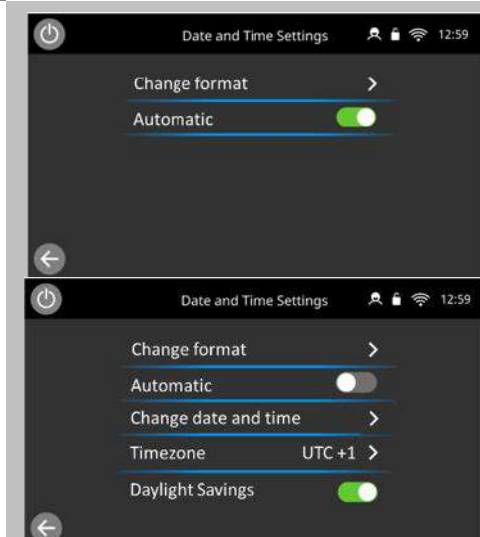 Date and Time Settings 12:59
Change format
Automatic
Date and Time Settings 12:59
Change format
Automatic
Change date and time
Timezone UTC +1
Daylight Savings